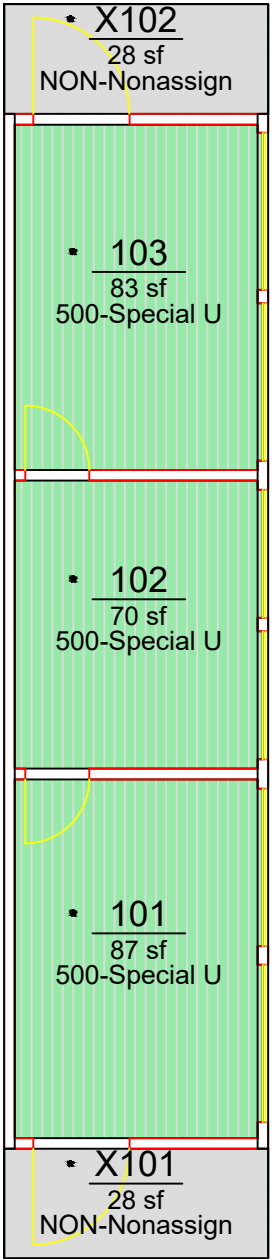 X102
28 sf
NON-Nonassign
103
83 sf
500-Special U
102
70 sf
500-Special U
101
87 sf
500-Special U
X101
28 sf
NON-Nonassign